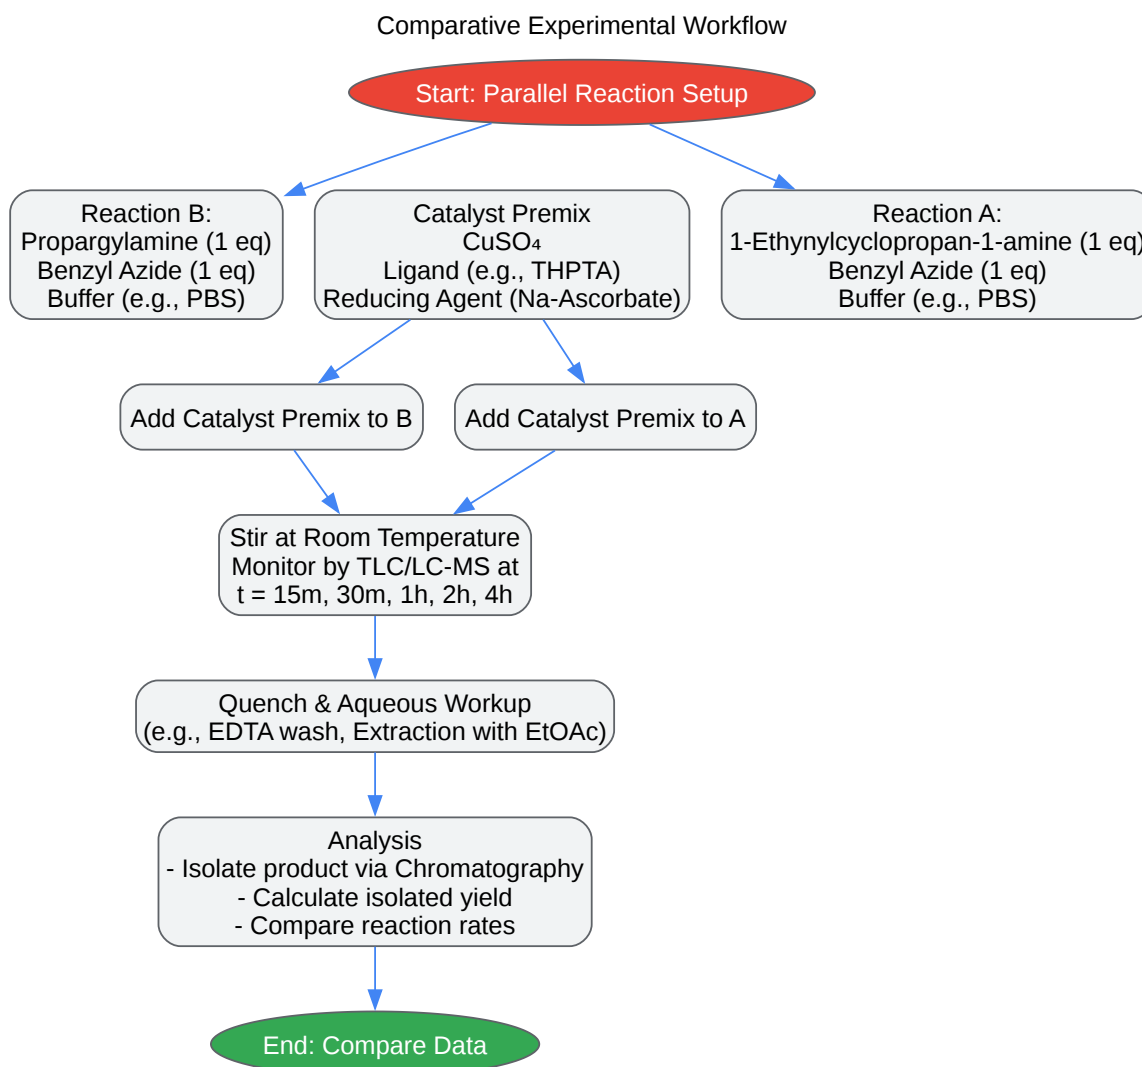 Comparative Experimental Workflow
Start: Parallel Reaction Setup
Reaction B:
Propargylamine (1 eq)
Benzyl Azide (1 eq)
Buffer (e.g., PBS)
Catalyst Premix
CuSO₄
Ligand (e.g., THPTA)
Reducing Agent (Na-Ascorbate)
Reaction A:
1-Ethynylcyclopropan-1-amine (1 eq)
Benzyl Azide (1 eq)
Buffer (e.g., PBS)
Add Catalyst Premix to B
Add Catalyst Premix to A
Stir at Room Temperature
Monitor by TLC/LC-MS at
t = 15m, 30m, 1h, 2h, 4h
Quench & Aqueous Workup
(e.g., EDTA wash, Extraction with EtOAc)
Analysis
- Isolate product via Chromatography
- Calculate isolated yield
- Compare reaction rates
End: Compare Data